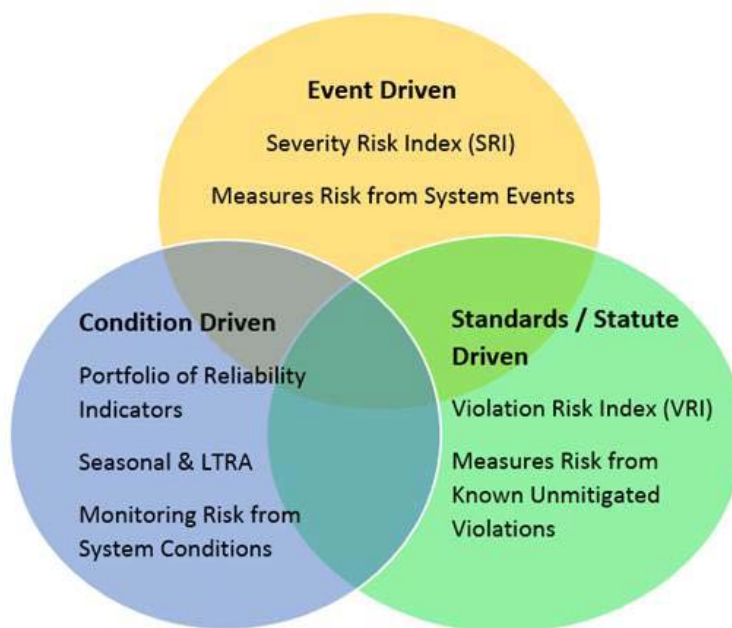 Event Driven
Severity Risk Index (SRI)
Measures Risk from System Events
Condition Driven
Portfolio of Reliability
Indicators
Seasonal & LTRA
Monitoring Risk from
System Conditions
Standards / Statute
Driven
Violation Risk Index (VRI)
Measures Risk from
Known Unmitigated
Violations